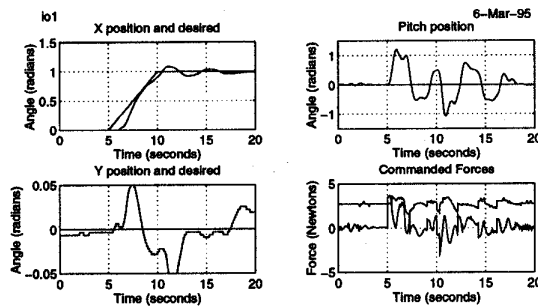 io1
6-Mar-95
X position and desired
Angle (radians)
1.5
1
0.5
0
0 5 10 15 20
Time (seconds)
Pitch position
Angle (radians)
1
0
-1
0 5 10 15 20
Time (seconds)
Y position and desired
Angle (radians)
0.05
0
-0.05
0 5 10 15 20
Time (seconds)
Commanded Forces
Force (Newtons)
5
0
-5
0 5 10 15 20
Time (seconds)